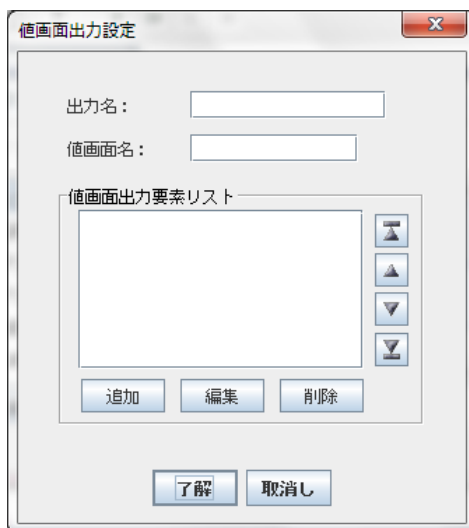 値画面出力設定
出力名：
値画面名：
値画面出力要素リスト
追加 編集 削除
了解 取消し